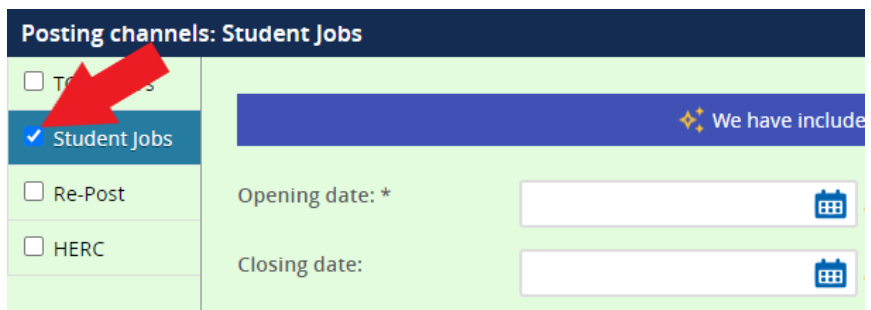 Posting channels: Student Jobs
Student Jobs
We have include
Re-Post
Opening date: *
HERC
Closing date: